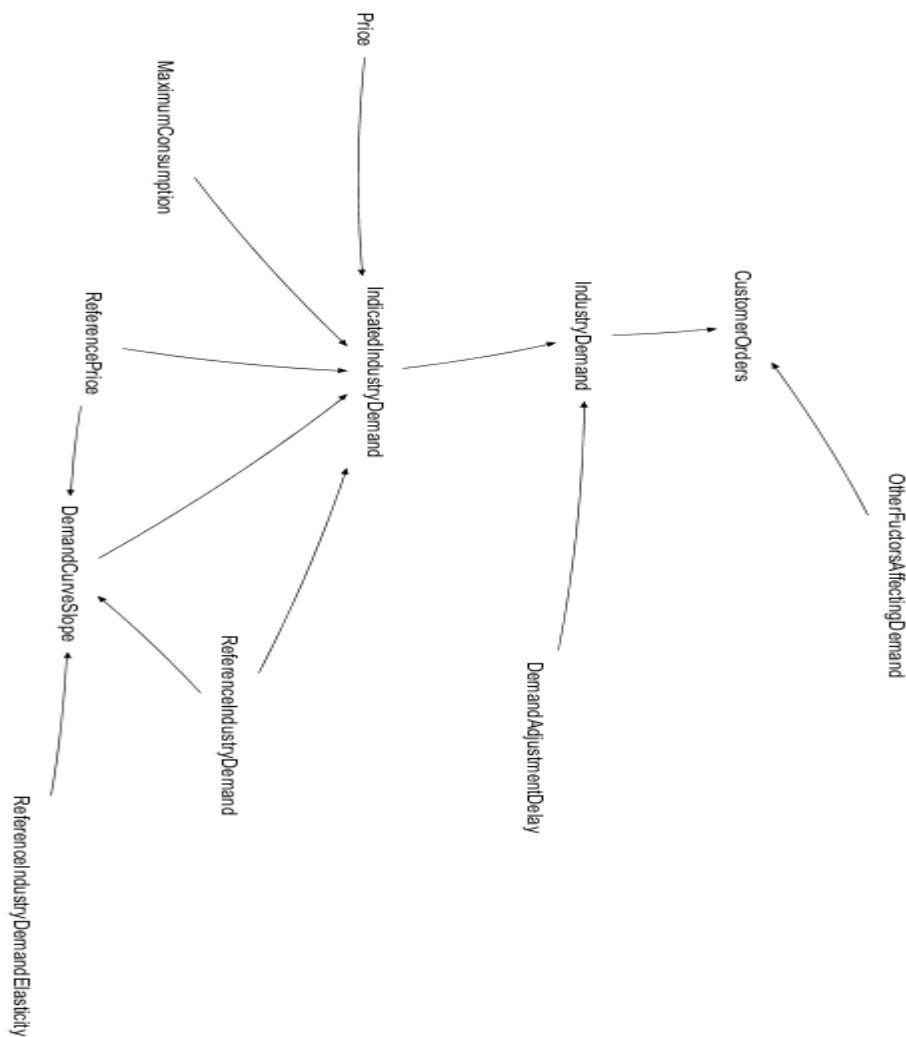 OtherFuctorsAffectingDemand
CustomerOrders
IndustryDemand
DemandAdjustmentDelay
Price
IndicatedIndustryDemand
ReferenceIndustryDemand
MaximumConsumption
ReferencePrice
DemandCurveSlope
ReferenceIndustryDemandElasticity